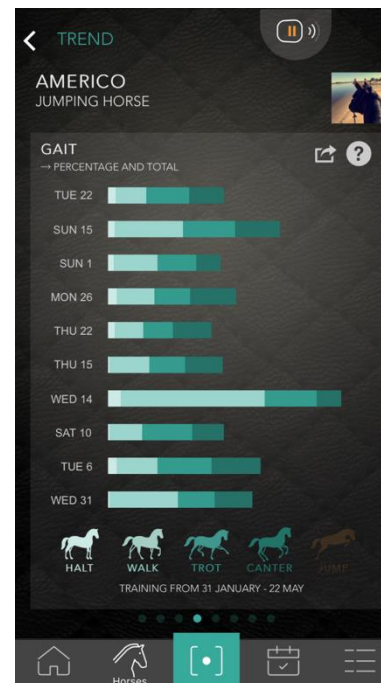 TREND
AMERICO
JUMPING HORSE
GAIT
→ PERCENTAGE AND TOTAL
?
TUE 22
SUN 15
SUN 1
MON 26
THU 22
THU 15
WED 14
SAT 10
TUE 6
WED 31
HALT WALK TROT CANTER JUMP
TRAINING FROM 31 JANUARY - 22 MAY
Horses